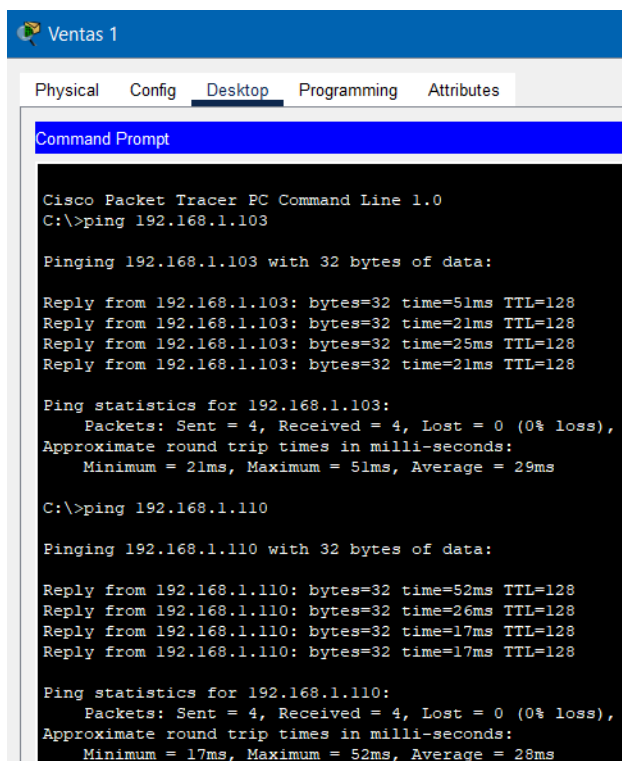 Ventas 1
Physical Config Desktop Programming Attributes
Command Prompt
Cisco Packet Tracer PC Command Line 1.0
C:\>ping 192.168.1.103
Pinging 192.168.1.103 with 32 bytes of data:
Reply from 192.168.1.103: bytes=32 time=51ms TTL=128
Reply from 192.168.1.103: bytes=32 time=21ms TTL=128
Reply from 192.168.1.103: bytes=32 time=25ms TTL=128
Reply from 192.168.1.103: bytes=32 time=21ms TTL=128
Ping statistics for 192.168.1.103:
Packets: Sent = 4, Received = 4, Lost = 0 (0% loss),
Approximate round trip times in milli-seconds:
Minimum = 21ms, Maximum = 51ms, Average = 29ms
C:\>ping 192.168.1.110
Pinging 192.168.1.110 with 32 bytes of data:
Reply from 192.168.1.110: bytes=32 time=52ms TTL=128
Reply from 192.168.1.110: bytes=32 time=26ms TTL=128
Reply from 192.168.1.110: bytes=32 time=17ms TTL=128
Reply from 192.168.1.110: bytes=32 time=17ms TTL=128
Ping statistics for 192.168.1.110:
Packets: Sent = 4, Received = 4, Lost = 0 (0% loss),
Approximate round trip times in milli-seconds:
Minimum = 17ms, Maximum = 52ms, Average = 28ms